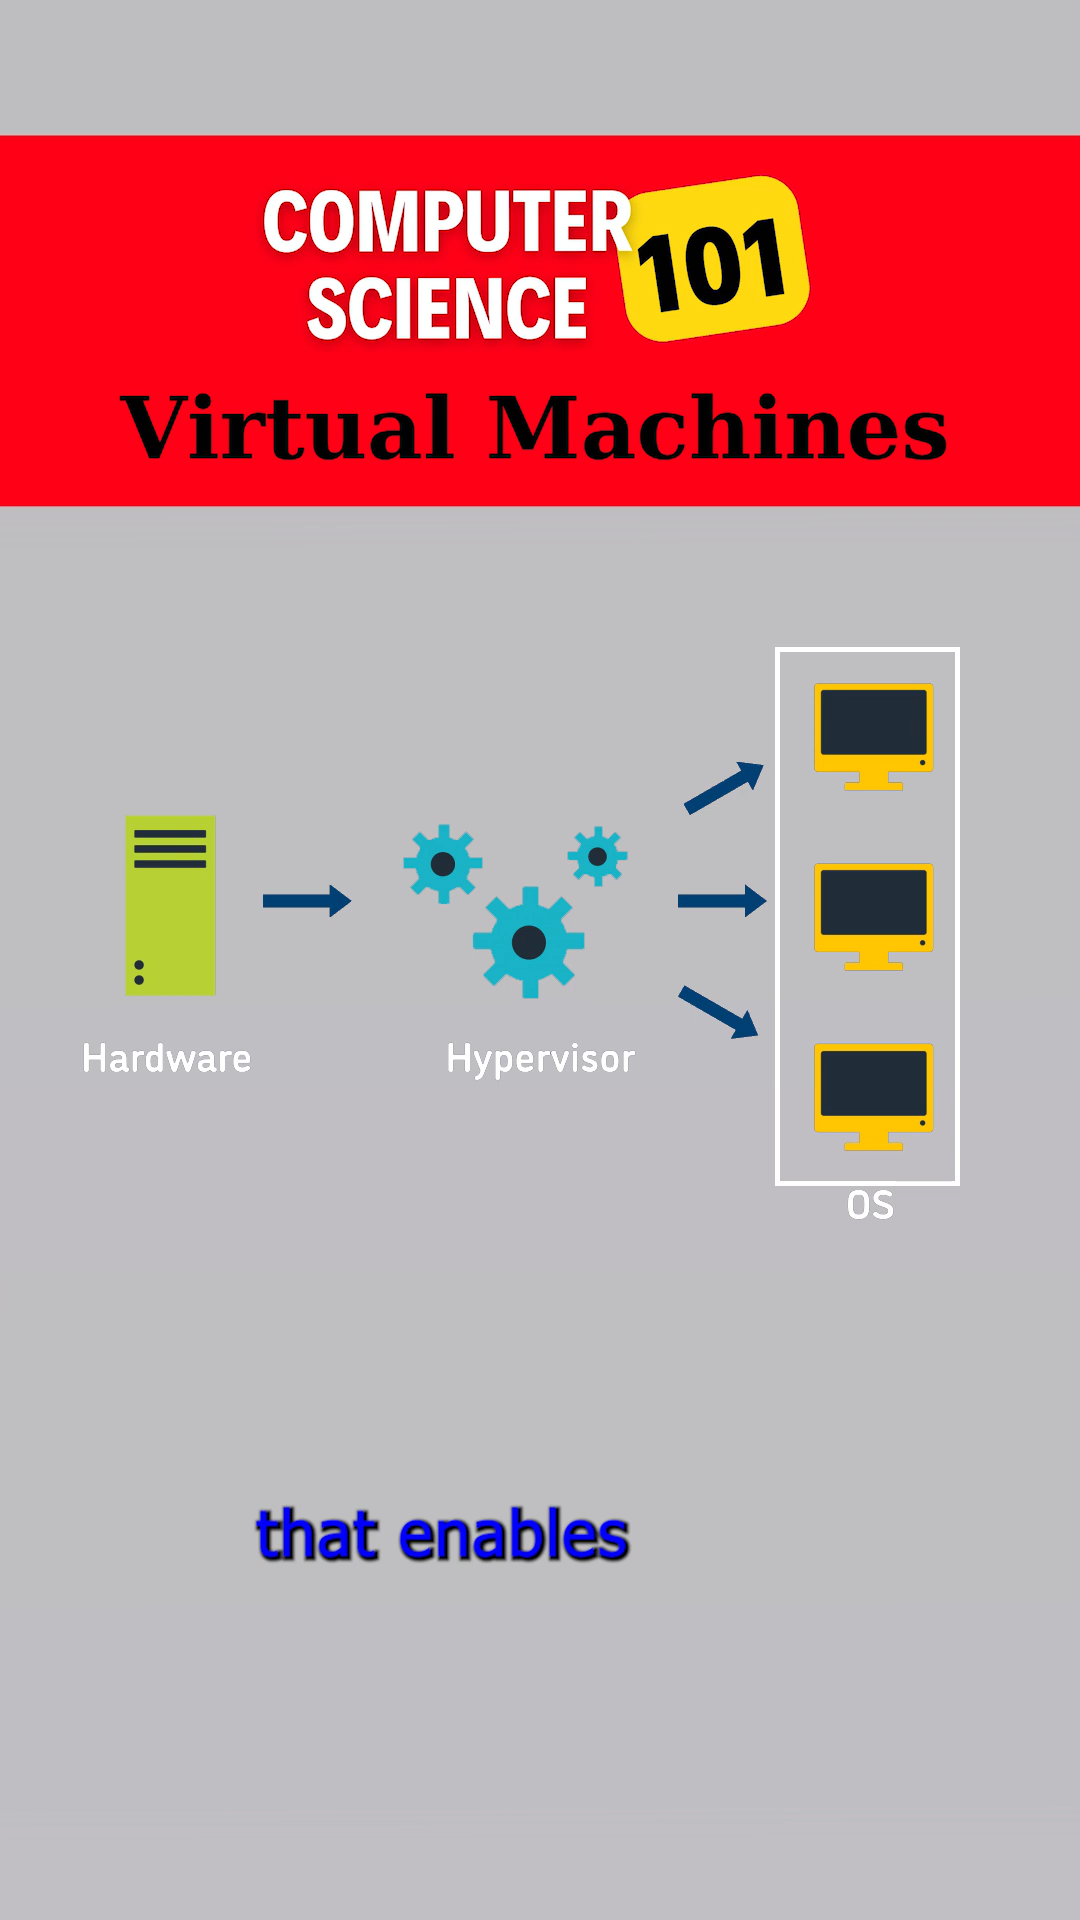 COMPUTER
SCIENCE
101
Virtual Machines
Hardware
Hypervisor
OS
that enables